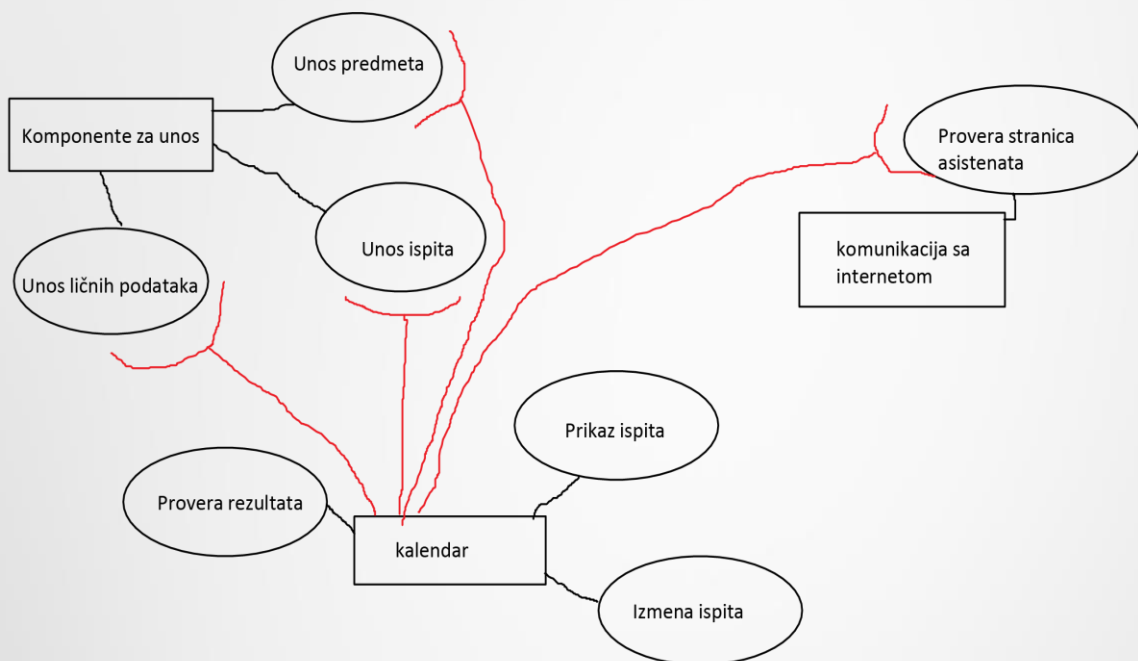 Unos predmeta
Komponente za unos
Provera stranica
asistenata
Unos ispita
komunikacija sa
internetom
Unos ličnih podataka
Prikaz ispita
Provera rezultata
kalendar
Izmena ispita